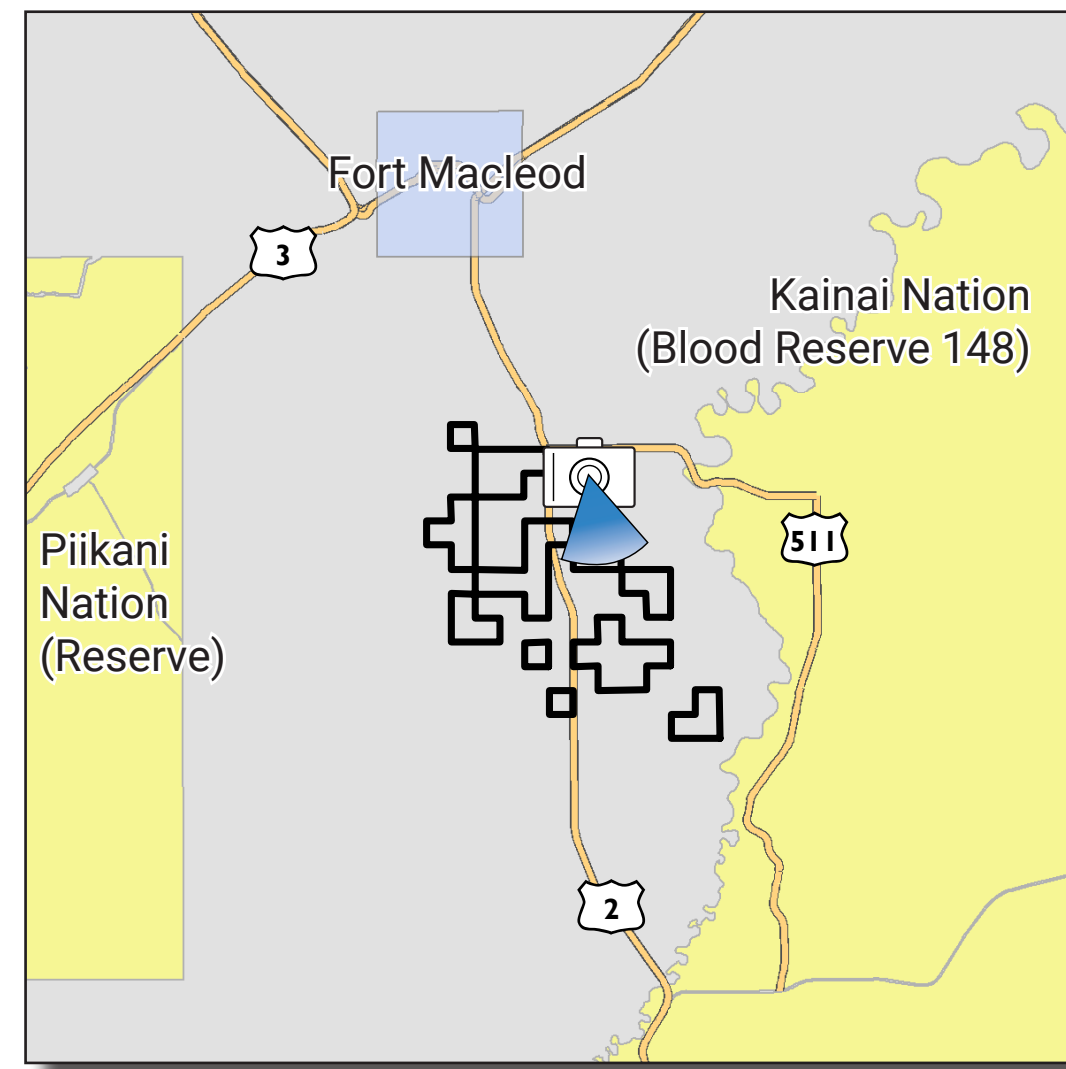 Fort Macleod
3
Kainai Nation
(Blood Reserve 148)
511
Piikani
Nation
(Reserve)
2